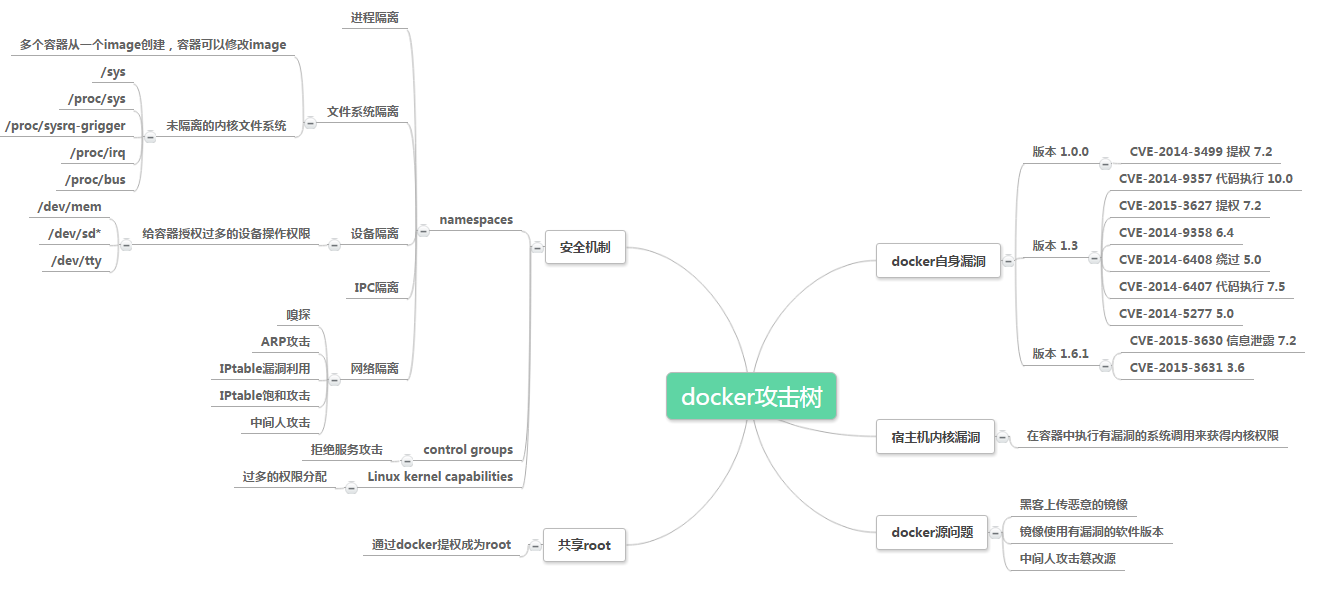 docker攻击树
安全机制
namespaces
进程隔离
文件系统隔离
多个容器从一个image创建，容器可以修改image
未隔离的内核文件系统
/sys
/proc/sys
/proc/sysrq-grigger
/proc/irq
/proc/bus
设备隔离
给容器授权过多的设备操作权限
/dev/mem
/dev/sd*
/dev/tty
IPC隔离
网络隔离
嗅探
ARP攻击
IPtable漏洞利用
IPtable饱和攻击
中间人攻击
control groups
拒绝服务攻击
Linux kernel capabilities
过多的权限分配
共享root
通过docker提权成为root
docker自身漏洞
版本 1.0.0
CVE-2014-3499 提权 7.2
版本 1.3
CVE-2014-9357 代码执行 10.0
CVE-2015-3627 提权 7.2
CVE-2014-9358 6.4
CVE-2014-6408 绕过 5.0
CVE-2014-6407 代码执行 7.5
CVE-2014-5277 5.0
版本 1.6.1
CVE-2015-3630 信息泄露 7.2
CVE-2015-3631 3.6
宿主机内核漏洞
在容器中执行有漏洞的系统调用来获得内核权限
docker源问题
黑客上传恶意的镜像
镜像使用有漏洞的软件版本
中间人攻击篡改源